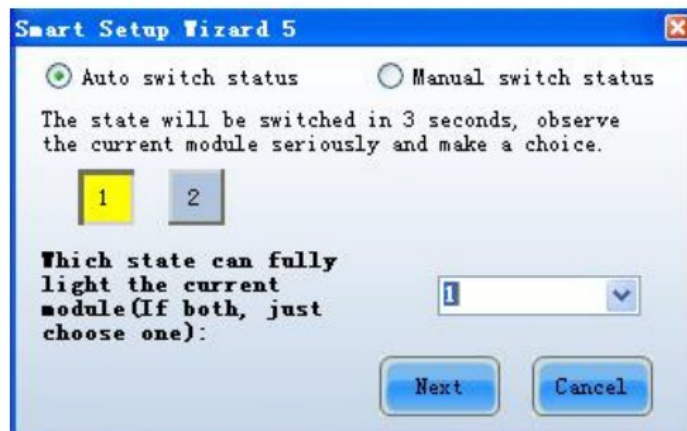 Smart Setup Wizard 5
Auto switch status
Manual switch status
The state will be switched in 3 seconds, observe
the current module seriously and make a choice.
1
2
Which state can fully
light the current
module(If both, just
choose one):
1
Next
Cancel